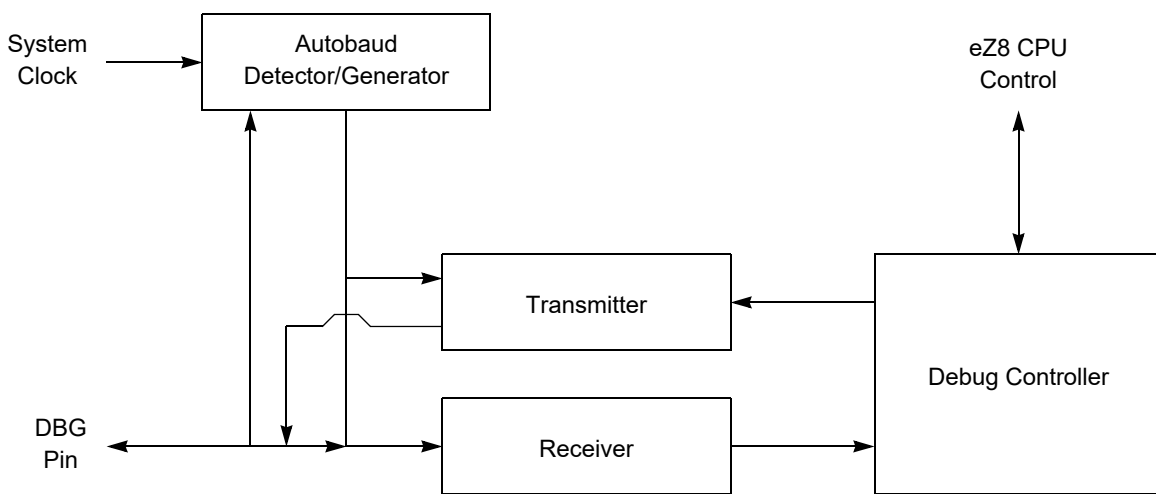 System
Clock
Autobaud
Detector/Generator
eZ8 CPU
Control
Transmitter
Debug Controller
DBG
Pin
Receiver